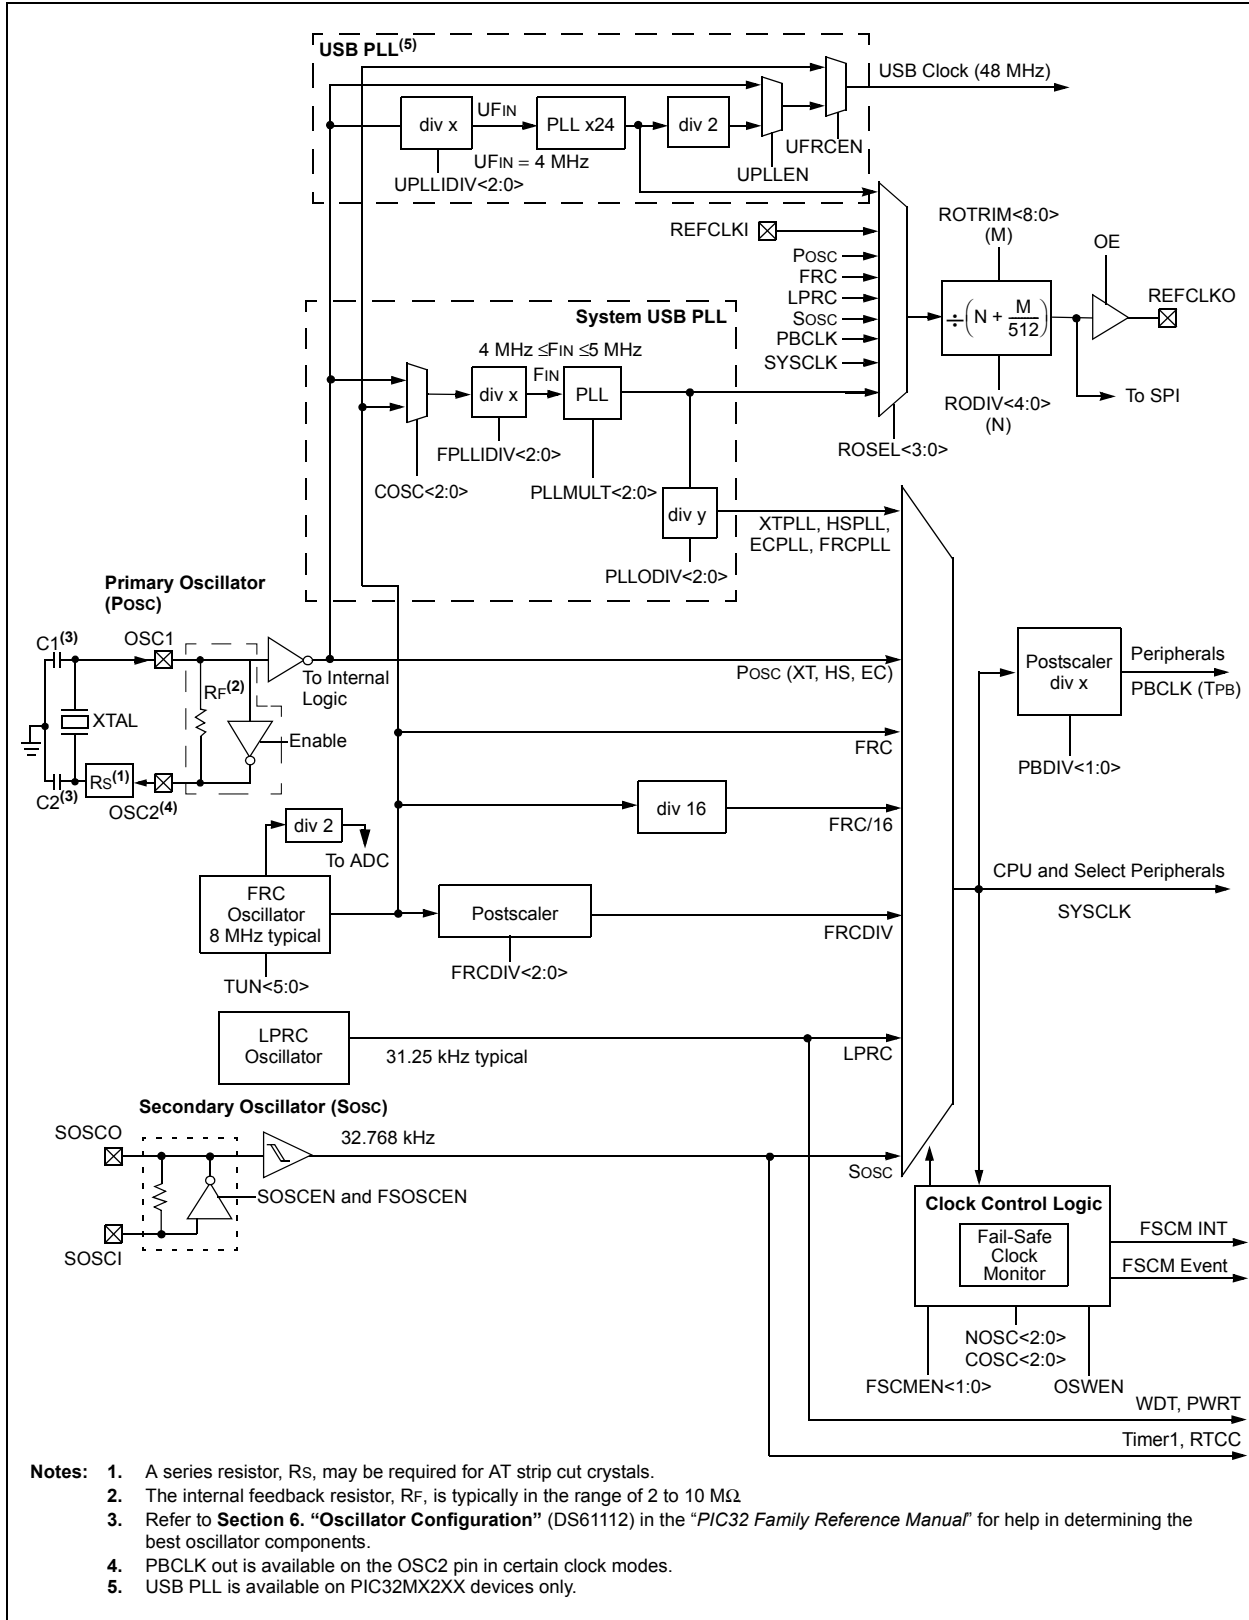 USB PLL(5)
USB Clock (48 MHz)
div x
UFIN
PLL x24
div 2
UFRCEN
UFIN = 4 MHz
UPLLEN
UPLLIDIV<2:0>
REFCLKI
POSC
FRC
LPRC
SOSC
PBCLK
SYSCLK
ROTRIM<8:0>
(M)
OE
REFCLKO
÷(N + M/512)
To SPI
RODIV<4:0>
(N)
ROSEL<3:0>
System USB PLL
4 MHz ≤FIN ≤5 MHz
FIN
div x
PLL
FPLLIDIV<2:0>
COSC<2:0>
PLLMULT<2:0>
div y
XTPLL, HSPLL,
ECPLL, FRCPLL
PLLODIV<2:0>
Primary Oscillator
(POSC)
C1(3)
OSC1
RF(2)
To Internal
Logic
XTAL
Enable
RS(1)
C2(3)
OSC2(4)
POSC (XT, HS, EC)
Postscaler
div x
Peripherals
PBCLK (TPB)
PBDIV<1:0>
FRC
div 16
FRC/16
div 2
To ADC
FRC
Oscillator
8 MHz typical
TUN<5:0>
Postscaler
FRCDIV
FRCDIV<2:0>
CPU and Select Peripherals
SYSCLK
LPRC
Oscillator
31.25 kHz typical
LPRC
Secondary Oscillator (SOSC)
SOSCO
32.768 kHz
SOSC
SOSCEN and FSOSCEN
SOSCI
Clock Control Logic
Fail-Safe
Clock
Monitor
FSCM INT
FSCM Event
NOSC<2:0>
COSC<2:0>
FSCMEN<1:0>
OSWEN
WDT, PWRT
Timer1, RTCC
Notes: 1. A series resistor, RS, may be required for AT strip cut crystals.
2. The internal feedback resistor, RF, is typically in the range of 2 to 10 MΩ
3. Refer to Section 6. “Oscillator Configuration” (DS61112) in the “PIC32 Family Reference Manual” for help in determining the
best oscillator components.
4. PBCLK out is available on the OSC2 pin in certain clock modes.
5. USB PLL is available on PIC32MX2XX devices only.